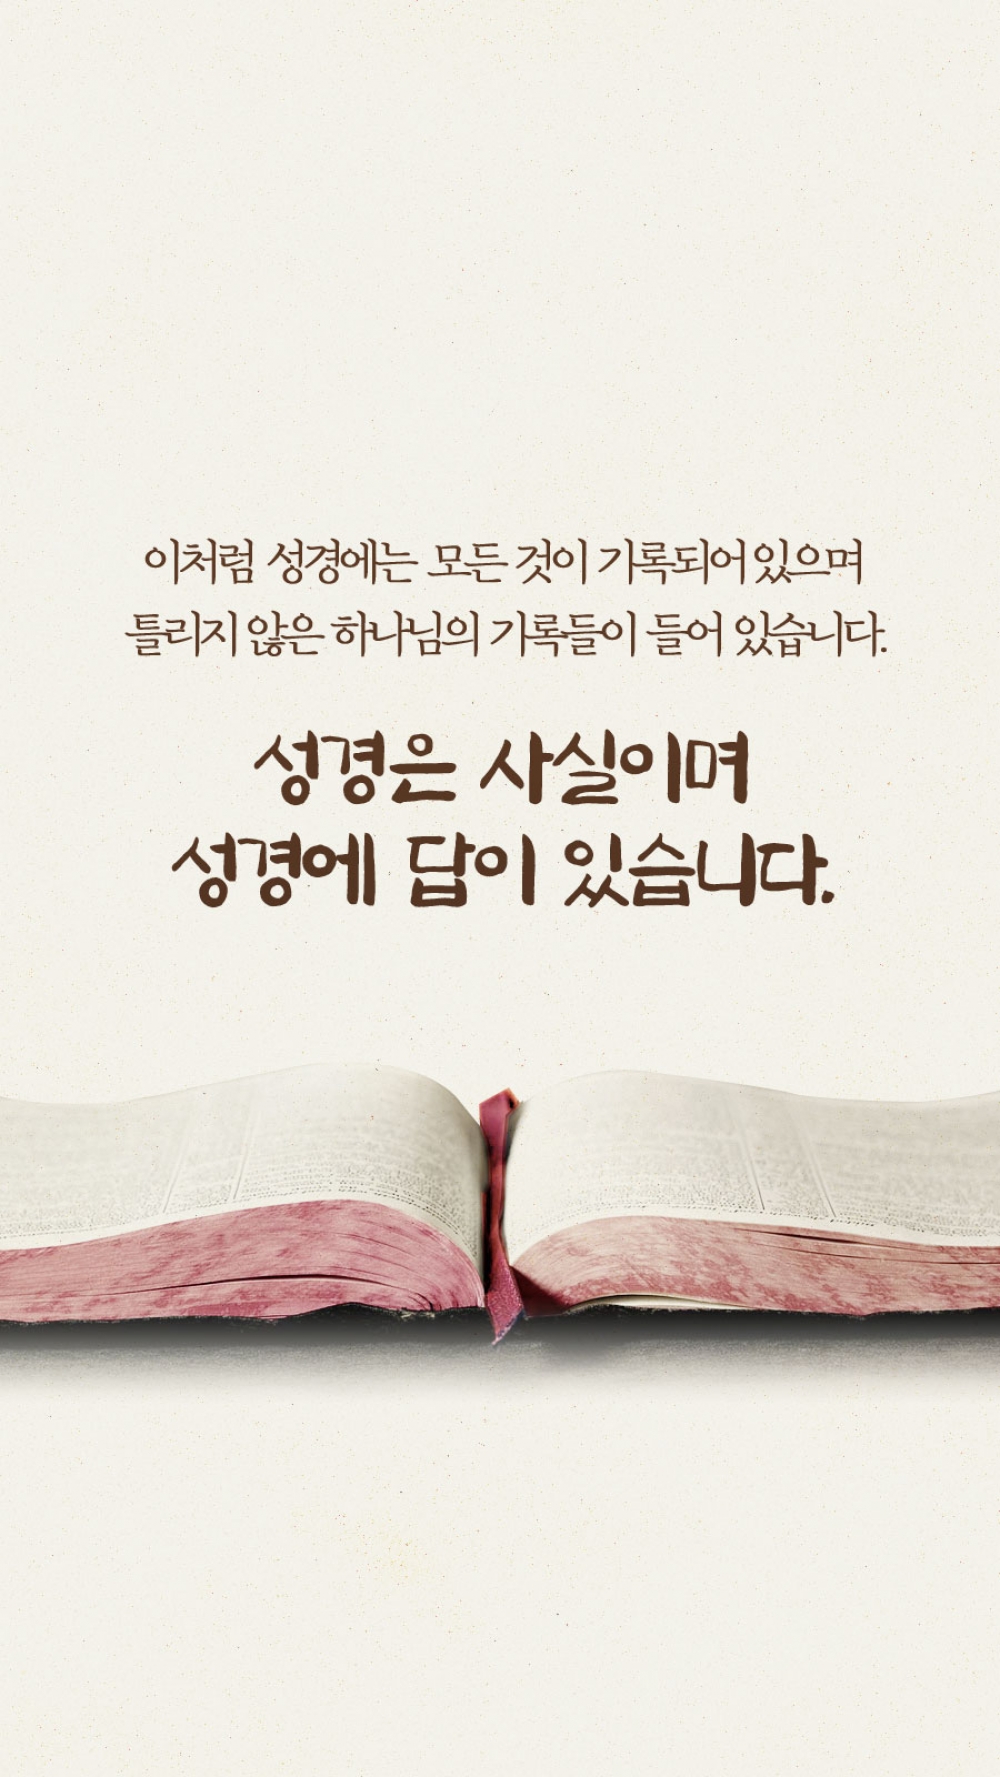 이처럼 성경에는 모든 것이 기록되어 있으며
틀리지 않은 하나님의 기록들이 들어 있습니다.
성경은 사실이며
성경에 답이 있습니다.